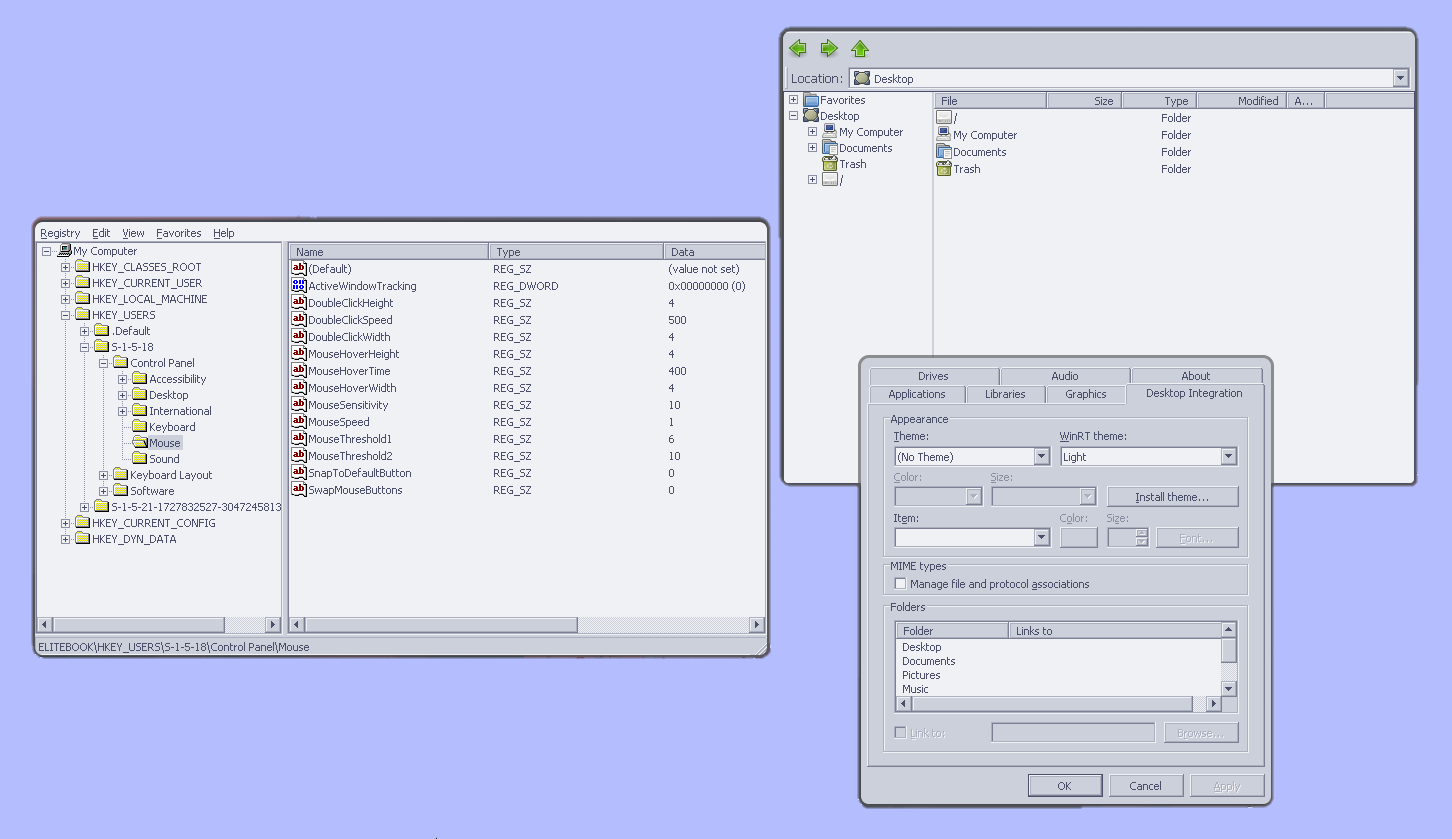 Registry Edit View Favorites Help
My Computer
HKEY_CLASSES_ROOT
HKEY_CURRENT_USER
HKEY_LOCAL_MACHINE
HKEY_USERS
.Default
S-1-5-18
Control Panel
Accessibility
Desktop
International
Keyboard
Mouse
Sound
Keyboard Layout
Software
S-1-5-21-1727832527-3047245813
HKEY_CURRENT_CONFIG
HKEY_DYN_DATA
Name Type Data
(Default) REG_SZ (value not set)
ActiveWindowTracking REG_DWORD 0x00000000 (0)
DoubleClickHeight REG_SZ 4
DoubleClickSpeed REG_SZ 500
DoubleClickWidth REG_SZ 4
MouseHoverHeight REG_SZ 4
MouseHoverTime REG_SZ 400
MouseHoverWidth REG_SZ 4
MouseSensitivity REG_SZ 10
MouseSpeed REG_SZ 1
MouseThreshold1 REG_SZ 6
MouseThreshold2 REG_SZ 10
SnapToDefaultButton REG_SZ 0
SwapMouseButtons REG_SZ 0
ELITEBOOK\HKEY_USERS\S-1-5-18\Control Panel\Mouse
Location: Desktop
Favorites
Desktop
My Computer
Documents
Trash
/
File Size Type Modified A...
/ Folder
My Computer Folder
Documents Folder
Trash Folder
Drives Audio About
Applications Libraries Graphics Desktop Integration
Appearance
Theme: WinRT theme:
(No Theme) Light
Color: Size:
Install theme...
Item: Color: Size:
Font...
MIME types
Manage file and protocol associations
Folders
Folder Links to
Desktop
Documents
Pictures
Music
Link to: Browse...
OK Cancel Apply